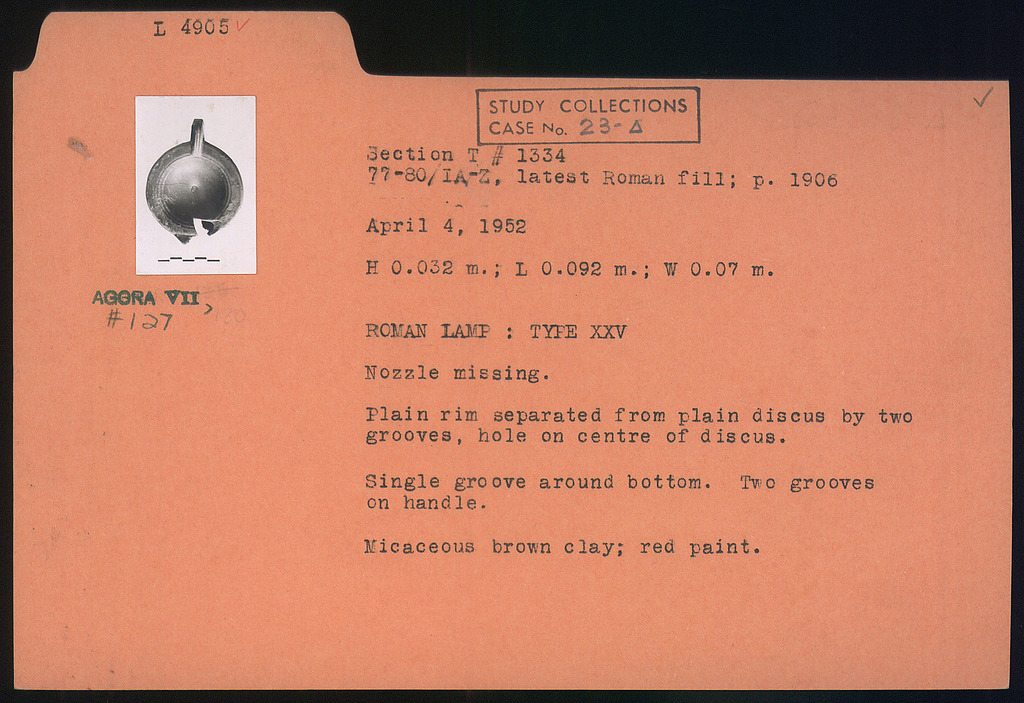 L 4905 ✓
STUDY COLLECTIONS
CASE No. 23-Δ
Section T # 1334
77-80/IA-Z, latest Roman fill; p. 1906
April 4, 1952
H 0.032 m.; L 0.092 m.; W 0.07 m.
AGORA VII,
#127
ROMAN LAMP : TYPE XXV
Nozzle missing.
Plain rim separated from plain discus by two
grooves, hole on centre of discus.
Single groove around bottom. Two grooves
on handle.
Micaceous brown clay; red paint.